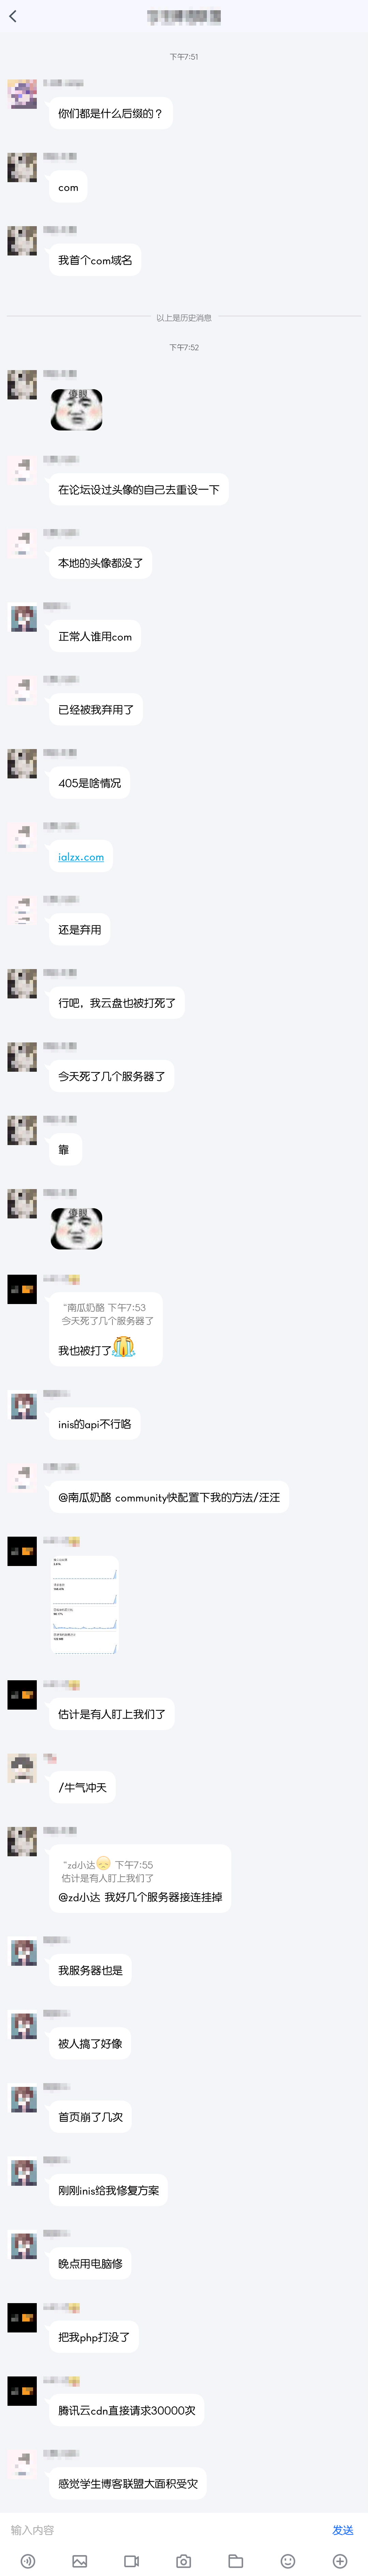 下午7:51
你们都是什么后缀的？
com
我首个com域名
以上是历史消息
下午7:52
在论坛设过头像的自己去重设一下
本地的头像都没了
正常人谁用com
已经被我弃用了
405是啥情况
ialzx.com
还是弃用
行吧，我云盘也被打死了
今天死了几个服务器了
靠
“南瓜奶酪 下午7:53
今天死了几个服务器了
我也被打了
inis的api不行咯
@南瓜奶酪 community快配置下我的方法/汪汪
估计是有人盯上我们了
/牛气冲天
“zd小达 下午7:55
估计是有人盯上我们了
@zd小达 我好几个服务器接连挂掉
我服务器也是
被人搞了好像
首页崩了几次
刚刚inis给我修复方案
晚点用电脑修
把我php打没了
腾讯云cdn直接请求30000次
感觉学生博客联盟大面积受灾
输入内容
发送